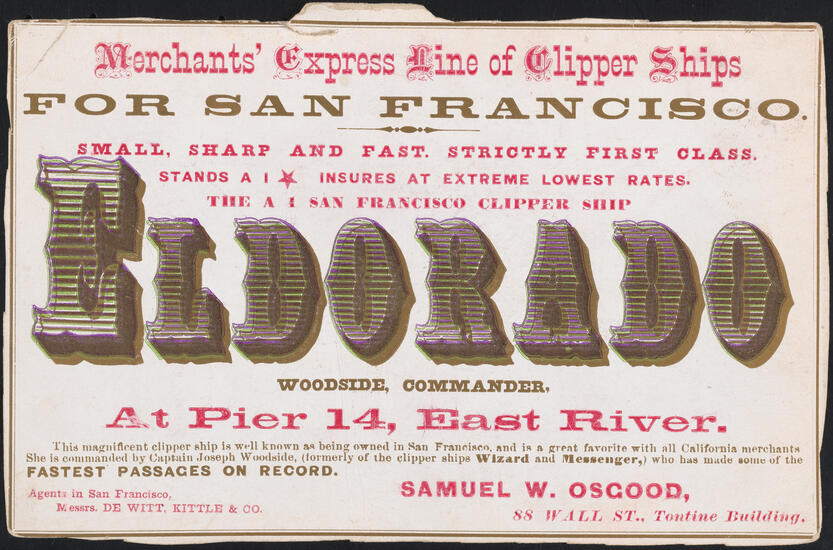 Merchants' Express Line of Clipper Ships
FOR SAN FRANCISCO.
SMALL, SHARP AND FAST. STRICTLY FIRST CLASS.
STANDS A 1 ★ INSURES AT EXTREME LOWEST RATES.
THE A 1 SAN FRANCISCO CLIPPER SHIP
ELDORADO
WOODSIDE, COMMANDER,
At Pier 14, East River.
This magnificent clipper ship is well known as being owned in San Francisco, and is a great favorite with all California merchants
She is commanded by Captain Joseph Woodside, (formerly of the clipper ships Wizard and Messenger,) who has made some of the
FASTEST PASSAGES ON RECORD.
Agents in San Francisco,
Messrs. DE WITT, KITTLE & CO.
SAMUEL W. OSGOOD,
88 WALL ST., Tontine Building.